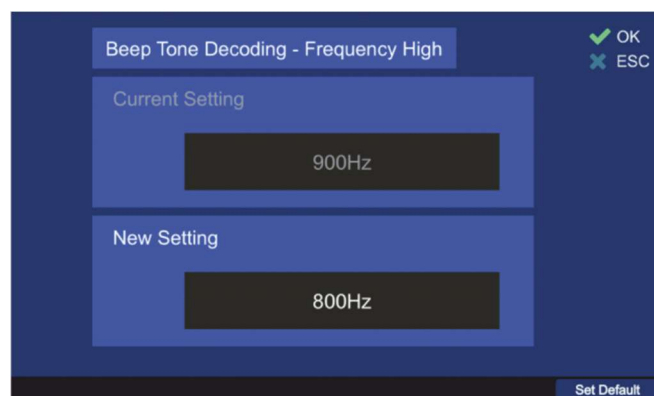 Beep Tone Decoding - Frequency High
OK
ESC
Current Setting
900Hz
New Setting
800Hz
Set Default